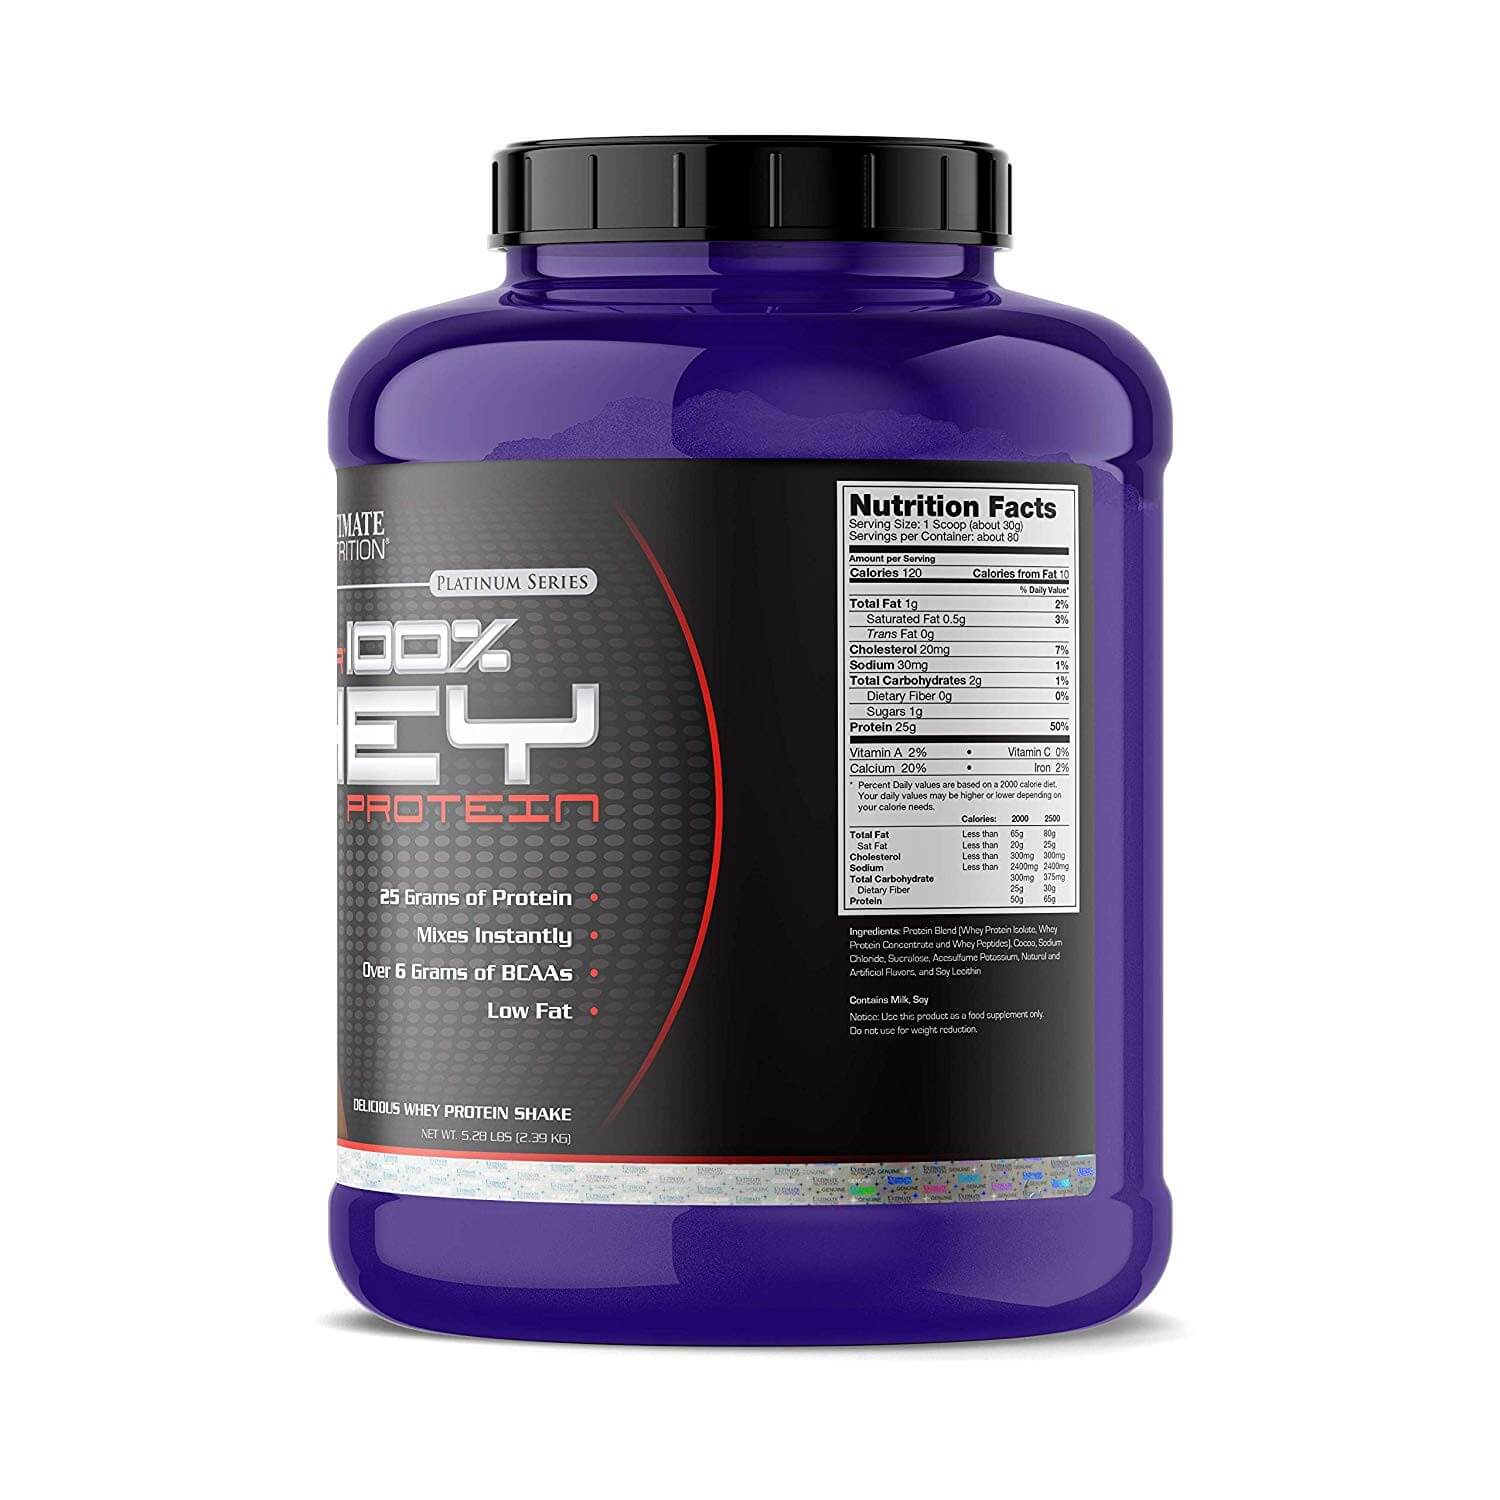 TIMATE
TRITION®
PLATINUM SERIES
100%
EY
PROTEIN
25 Grams of Protein •
Mixes Instantly •
Over 6 Grams of BCAAs •
Low Fat •
DELICIOUS WHEY PROTEIN SHAKE
NET WT. 5.28 LBS (2.39 KG)
Nutrition Facts
Serving Size: 1 Scoop (about 30g)
Servings per Container: about 80
Amount per Serving
Calories 120 Calories from Fat 10
% Daily Value*
Total Fat 1g 2%
Saturated Fat 0.5g 3%
Trans Fat 0g
Cholesterol 20mg 7%
Sodium 30mg 1%
Total Carbohydrates 2g 1%
Dietary Fiber 0g 0%
Sugars 1g
Protein 25g 50%
Vitamin A 2% • Vitamin C 0%
Calcium 20% • Iron 2%
* Percent Daily values are based on a 2000 calorie diet.
Your daily values may be higher or lower depending on
your calorie needs.
Calories: 2000 2500
Total Fat Less than 65g 80g
Sat Fat Less than 20g 25g
Cholesterol Less than 300mg 300mg
Sodium Less than 2400mg 2400mg
Total Carbohydrate 300mg 375mg
Dietary Fiber 25g 30g
Protein 50g 65g
Ingredients: Protein Blend (Whey Protein Isolate, Whey
Protein Concentrate and Whey Peptides), Cocoa, Sodium
Chloride, Sucralose, Acesulfame Potassium, Natural and
Artificial Flavors, and Soy Lecithin
Contains Milk, Soy
Notice: Use this product as a food supplement only.
Do not use for weight reduction.
ULTIMATE NUTRITION GENUINE